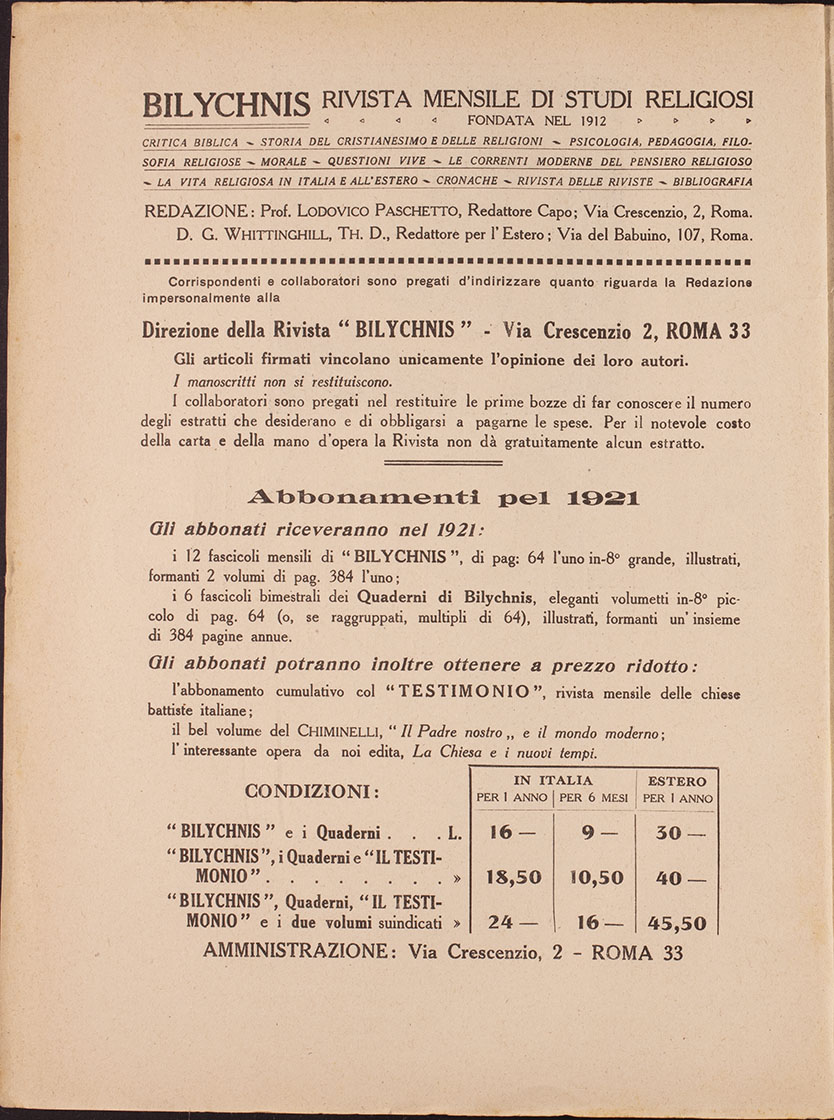 BILYCHNIS RIVISTA MENSILE DI STUDI RELIGIOSI
FONDATA NEL 1912
CRITICA BIBLICA ~ STORIA DEL CRISTIANESIMO E DELLE RELIGIONI ~ PSICOLOGIA, PEDAGOGIA, FILO-
SOFIA RELIGIOSE ~ MORALE ~ QUESTIONI VIVE ~ LE CORRENTI MODERNE DEL PENSIERO RELIGIOSO
~ LA VITA RELIGIOSA IN ITALIA E ALL'ESTERO ~ CRONACHE ~ RIVISTA DELLE RIVISTE ~ BIBLIOGRAFIA
REDAZIONE: Prof. LODOVICO PASCHETTO, Redattore Capo; Via Crescenzio, 2, Roma.
D. G. WHITTINGHILL, TH. D., Redattore per l'Estero; Via del Babuino, 107, Roma.
Corrispondenti e collaboratori sono pregati d'indirizzare quanto riguarda la Redazione
impersonalmente alla
Direzione della Rivista “ BILYCHNIS ” - Via Crescenzio 2, ROMA 33
Gli articoli firmati vincolano unicamente l'opinione dei loro autori.
I manoscritti non si restituiscono.
I collaboratori sono pregati nel restituire le prime bozze di far conoscere il numero
degli estratti che desiderano e di obbligarsi a pagarne le spese. Per il notevole costo
della carta e della mano d'opera la Rivista non dà gratuitamente alcun estratto.
Abbonamenti pel 1921
Gli abbonati riceveranno nel 1921:
i 12 fascicoli mensili di “ BILYCHNIS ”, di pag: 64 l'uno in-8° grande, illustrati,
formanti 2 volumi di pag. 384 l'uno;
i 6 fascicoli bimestrali dei Quaderni di Bilychnis, eleganti volumetti in-8° pic-
colo di pag. 64 (o, se raggruppati, multipli di 64), illustrati, formanti un'insieme
di 384 pagine annue.
Gli abbonati potranno inoltre ottenere a prezzo ridotto:
l'abbonamento cumulativo col “ TESTIMONIO ”, rivista mensile delle chiese
battiste italiane;
il bel volume del CHIMINELLI, “ Il Padre nostro „ e il mondo moderno;
l'interessante opera da noi edita, La Chiesa e i nuovi tempi.
CONDIZIONI:
IN ITALIA ESTERO
PER 1 ANNO PER 6 MESI PER 1 ANNO
“ BILYCHNIS ” e i Quaderni . . . L. 16 — 9 — 30 —
“ BILYCHNIS ”, i Quaderni e “ IL TESTI-
MONIO ” . . . . . . . . » 18,50 10,50 40 —
“ BILYCHNIS ”, Quaderni, “ IL TESTI-
MONIO ” e i due volumi suindicati » 24 — 16 — 45,50
AMMINISTRAZIONE: Via Crescenzio, 2 - ROMA 33